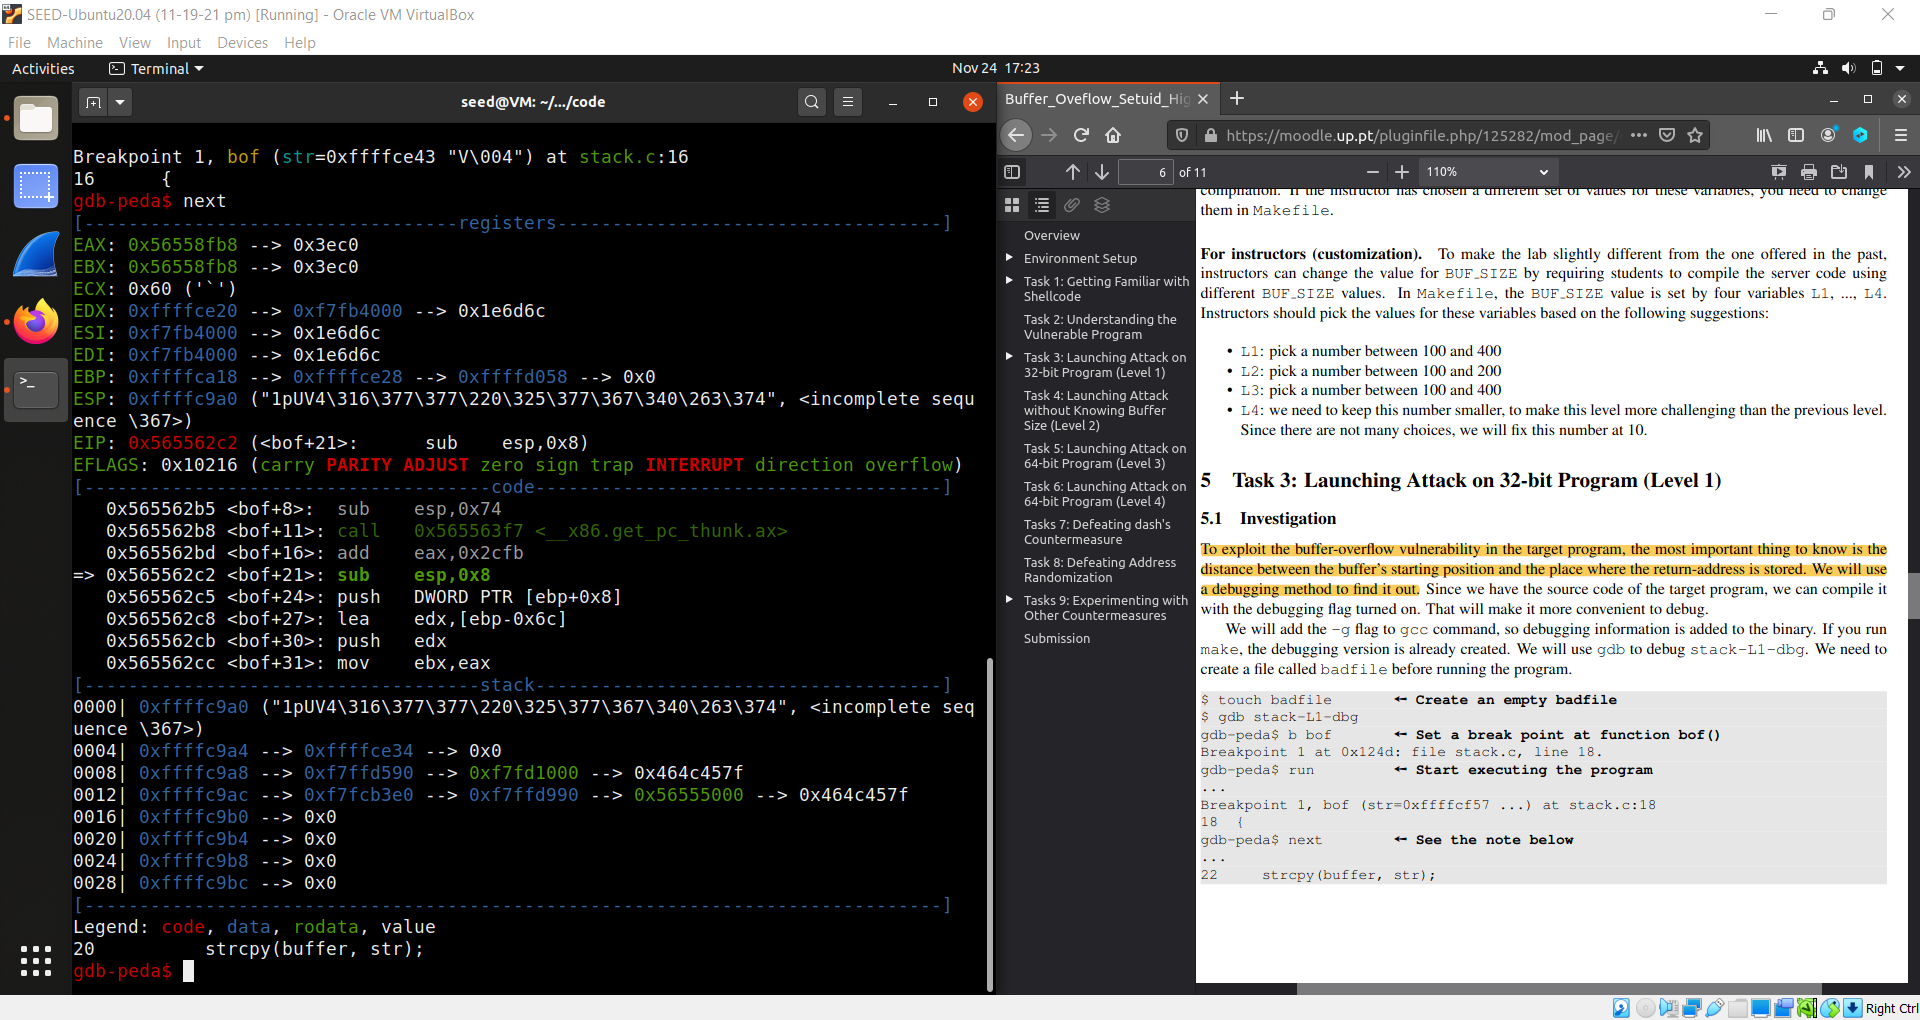 SEED-Ubuntu20.04 (11-19-21 pm) [Running] - Oracle VM VirtualBox
File Machine View Input Devices Help
Activities Terminal Nov 24 17:23
seed@VM: ~/.../code
Breakpoint 1, bof (str=0xffffce43 "V\004") at stack.c:16
16      {
gdb-peda$ next
[----------------------------------registers-----------------------------------]
EAX: 0x56558fb8 --> 0x3ec0
EBX: 0x56558fb8 --> 0x3ec0
ECX: 0x60 ('`')
EDX: 0xffffce20 --> 0xf7fb4000 --> 0x1e6d6c
ESI: 0xf7fb4000 --> 0x1e6d6c
EDI: 0xf7fb4000 --> 0x1e6d6c
EBP: 0xffffca18 --> 0xffffce28 --> 0xffffd058 --> 0x0
ESP: 0xffffc9a0 ("1pUV4\316\377\377\220\325\377\367\340\263\374", <incomplete sequ
ence \367>)
EIP: 0x565562c2 (<bof+21>:      sub    esp,0x8)
EFLAGS: 0x10216 (carry PARITY ADJUST zero sign trap INTERRUPT direction overflow)
[-------------------------------------code-------------------------------------]
   0x565562b5 <bof+8>:  sub    esp,0x74
   0x565562b8 <bof+11>: call   0x565563f7 <__x86.get_pc_thunk.ax>
   0x565562bd <bof+16>: add    eax,0x2cfb
=> 0x565562c2 <bof+21>: sub    esp,0x8
   0x565562c5 <bof+24>: push   DWORD PTR [ebp+0x8]
   0x565562c8 <bof+27>: lea    edx,[ebp-0x6c]
   0x565562cb <bof+30>: push   edx
   0x565562cc <bof+31>: mov    ebx,eax
[------------------------------------stack-------------------------------------]
0000| 0xffffc9a0 ("1pUV4\316\377\377\220\325\377\367\340\263\374", <incomplete seq
uence \367>)
0004| 0xffffc9a4 --> 0xffffce34 --> 0x0
0008| 0xffffc9a8 --> 0xf7ffd590 --> 0xf7fd1000 --> 0x464c457f
0012| 0xffffc9ac --> 0xf7fcb3e0 --> 0xf7ffd990 --> 0x56555000 --> 0x464c457f
0016| 0xffffc9b0 --> 0x0
0020| 0xffffc9b4 --> 0x0
0024| 0xffffc9b8 --> 0x0
0028| 0xffffc9bc --> 0x0
[------------------------------------------------------------------------------]
Legend: code, data, rodata, value
20          strcpy(buffer, str);
gdb-peda$
Buffer_Oveflow_Setuid_Hig
https://moodle.up.pt/pluginfile.php/125282/mod_page/
6 of 11 110%
Overview
Environment Setup
Task 1: Getting Familiar with
Shellcode
Task 2: Understanding the
Vulnerable Program
Task 3: Launching Attack on
32-bit Program (Level 1)
Task 4: Launching Attack
without Knowing Buffer
Size (Level 2)
Task 5: Launching Attack on
64-bit Program (Level 3)
Task 6: Launching Attack on
64-bit Program (Level 4)
Tasks 7: Defeating dash's
Countermeasure
Task 8: Defeating Address
Randomization
Tasks 9: Experimenting with
Other Countermeasures
Submission
compilation. If the instructor has chosen a different set of values for these variables, you need to change
them in Makefile.
For instructors (customization). To make the lab slightly different from the one offered in the past,
instructors can change the value for BUF_SIZE by requiring students to compile the server code using
different BUF_SIZE values. In Makefile, the BUF_SIZE value is set by four variables L1, ..., L4.
Instructors should pick the values for these variables based on the following suggestions:
• L1: pick a number between 100 and 400
• L2: pick a number between 100 and 200
• L3: pick a number between 100 and 400
• L4: we need to keep this number smaller, to make this level more challenging than the previous level.
Since there are not many choices, we will fix this number at 10.
5 Task 3: Launching Attack on 32-bit Program (Level 1)
5.1 Investigation
To exploit the buffer-overflow vulnerability in the target program, the most important thing to know is the
distance between the buffer's starting position and the place where the return-address is stored. We will use
a debugging method to find it out. Since we have the source code of the target program, we can compile it
with the debugging flag turned on. That will make it more convenient to debug.
We will add the -g flag to gcc command, so debugging information is added to the binary. If you run
make, the debugging version is already created. We will use gdb to debug stack-L1-dbg. We need to
create a file called badfile before running the program.
$ touch badfile ← Create an empty badfile
$ gdb stack-L1-dbg
gdb-peda$ b bof ← Set a break point at function bof()
Breakpoint 1 at 0x124d: file stack.c, line 18.
gdb-peda$ run ← Start executing the program
...
Breakpoint 1, bof (str=0xffffcf57 ...) at stack.c:18
18 {
gdb-peda$ next ← See the note below
...
22 strcpy(buffer, str);
Right Ctrl